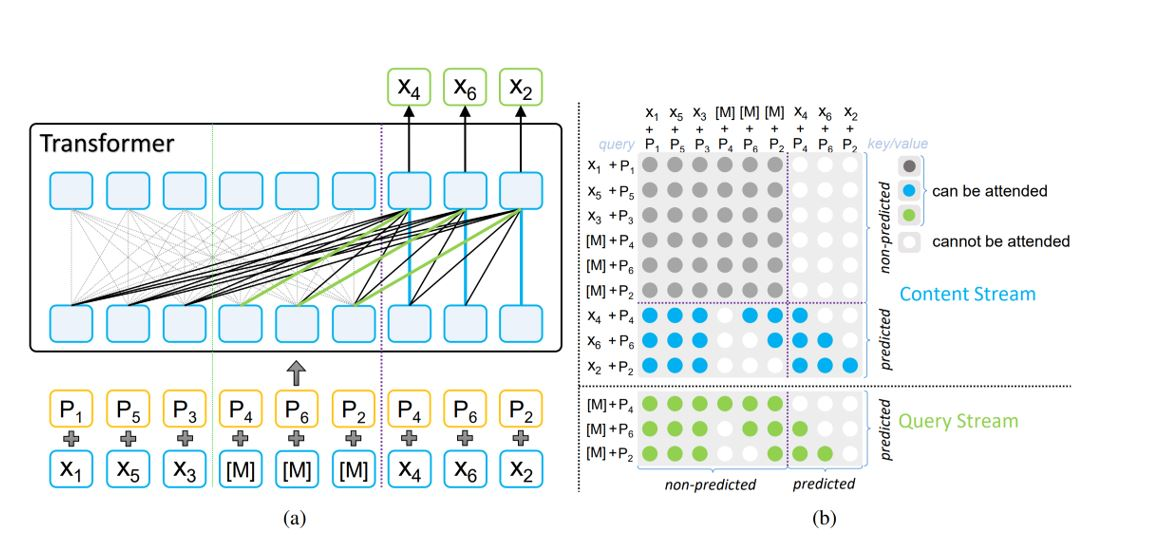 x4 x6 x2
Transformer
P1 P5 P3 P4 P6 P2 P4 P6 P2
x1 x5 x3 [M] [M] [M] x4 x6 x2
(a)
x1 x5 x3 [M] [M] [M] x4 x6 x2
+ + + + + + + + +
query P1 P5 P3 P4 P6 P2 P4 P6 P2 key/value
x1 + P1
x5 + P5
x3 + P3
[M] + P4
[M] + P6
[M] + P2
x4 + P4
x6 + P6
x2 + P2
[M] + P4
[M] + P6
[M] + P2
non-predicted
predicted
predicted
can be attended
cannot be attended
Content Stream
Query Stream
non-predicted predicted
(b)